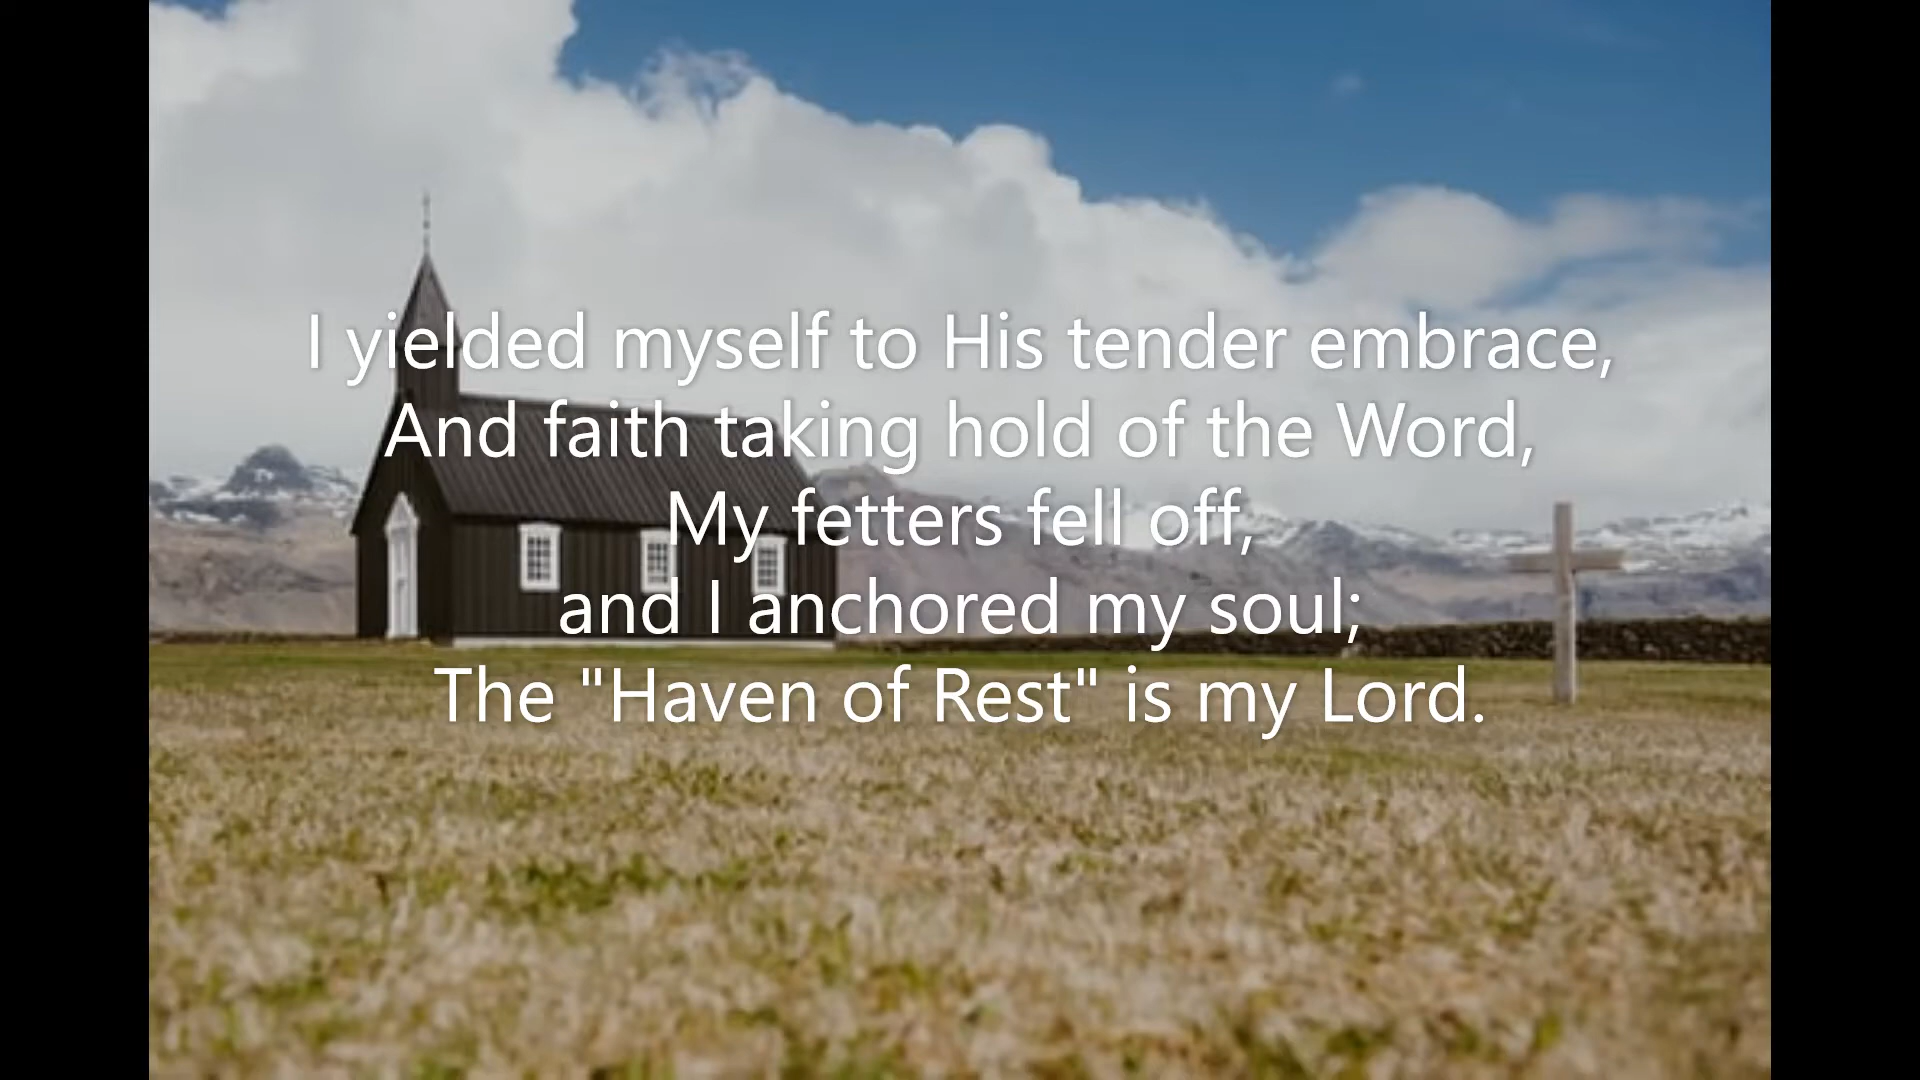 I yielded myself to His tender embrace,
And faith taking hold of the Word,
My fetters fell off,
and I anchored my soul;
The "Haven of Rest" is my Lord.